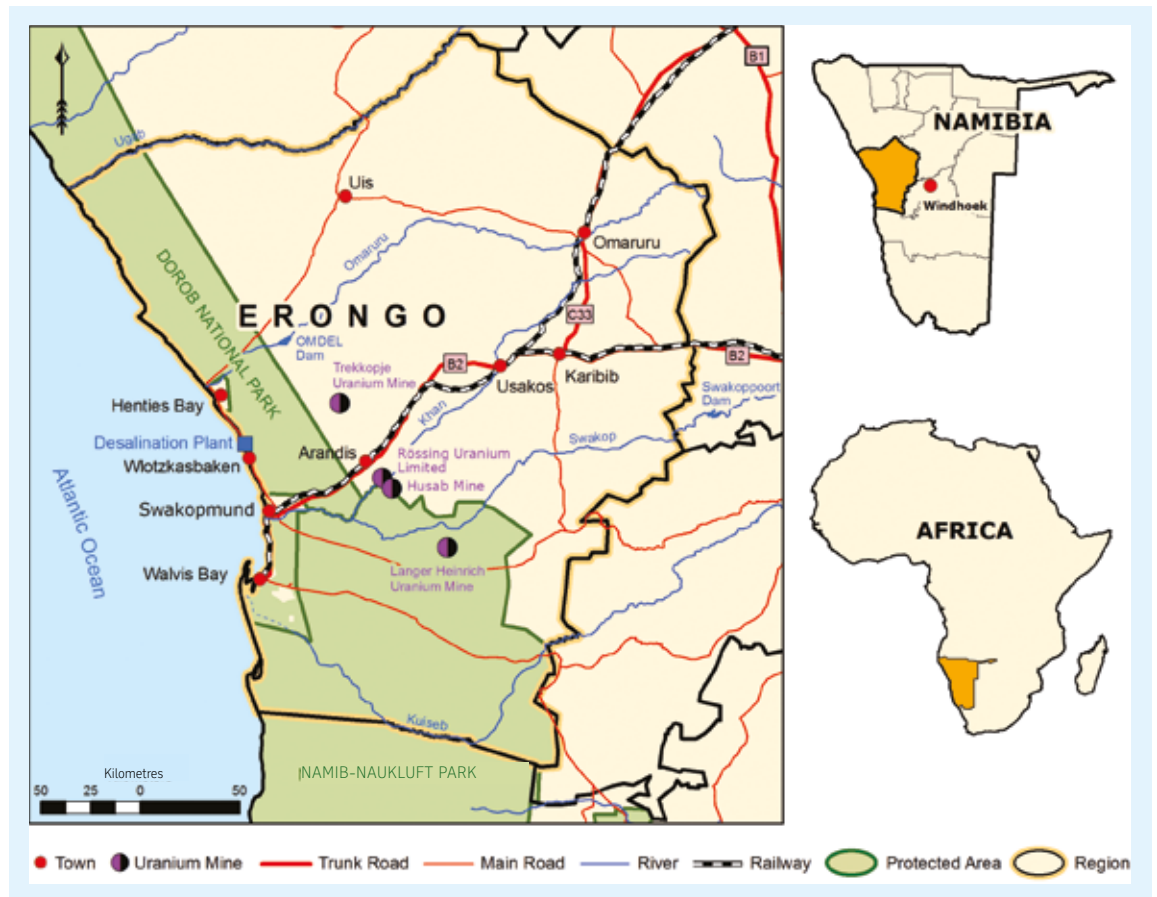 B1
Ugab
NAMIBIA
Windhoek
Uis
Omaruru
Omaruru
DOROB NATIONAL PARK
ERONGO
C33
OMDEL
Dam
B2
B2
Trekkopje
Uranium Mine
Usakos
Karibib
Henties Bay
Khan
Swakoppoort
Dam
Desalination Plant
Swakop
Wlotzkasbaken
Arandis
Rössing Uranium
Limited
Husab Mine
Atlantic Ocean
Swakopmund
AFRICA
Walvis Bay
Langer Heinrich
Uranium Mine
Kuiseb
NAMIB-NAUKLUFT PARK
Kilometres
50 25 0 50
Town Uranium Mine Trunk Road Main Road River Railway Protected Area Region